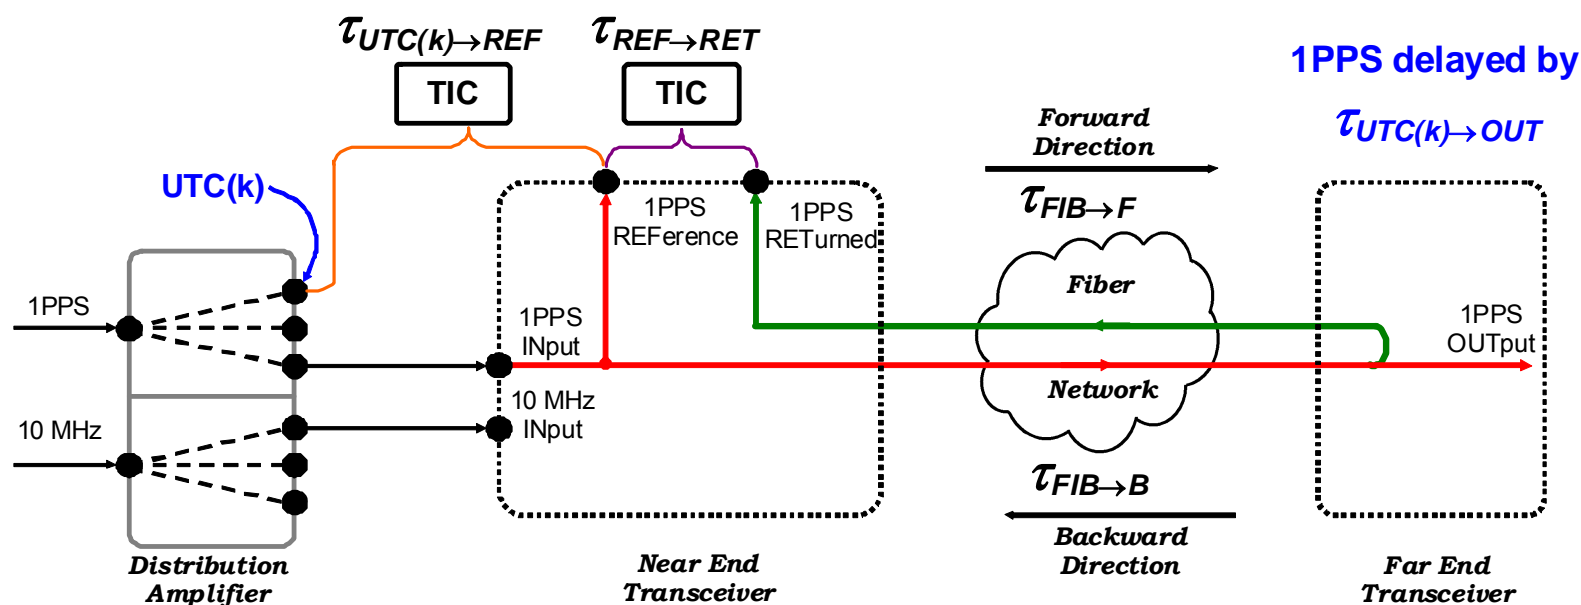 τUTC(k)→REF
τREF→RET
TIC
TIC
1PPS delayed by
τUTC(k)→OUT
Forward
Direction
τFIB→F
UTC(k)
1PPS
REFerence
1PPS
RETurned
Fiber
1PPS
1PPS
INput
1PPS
OUTput
Network
10 MHz
10 MHz
INput
τFIB→B
Backward
Direction
Distribution
Amplifier
Near End
Transceiver
Far End
Transceiver